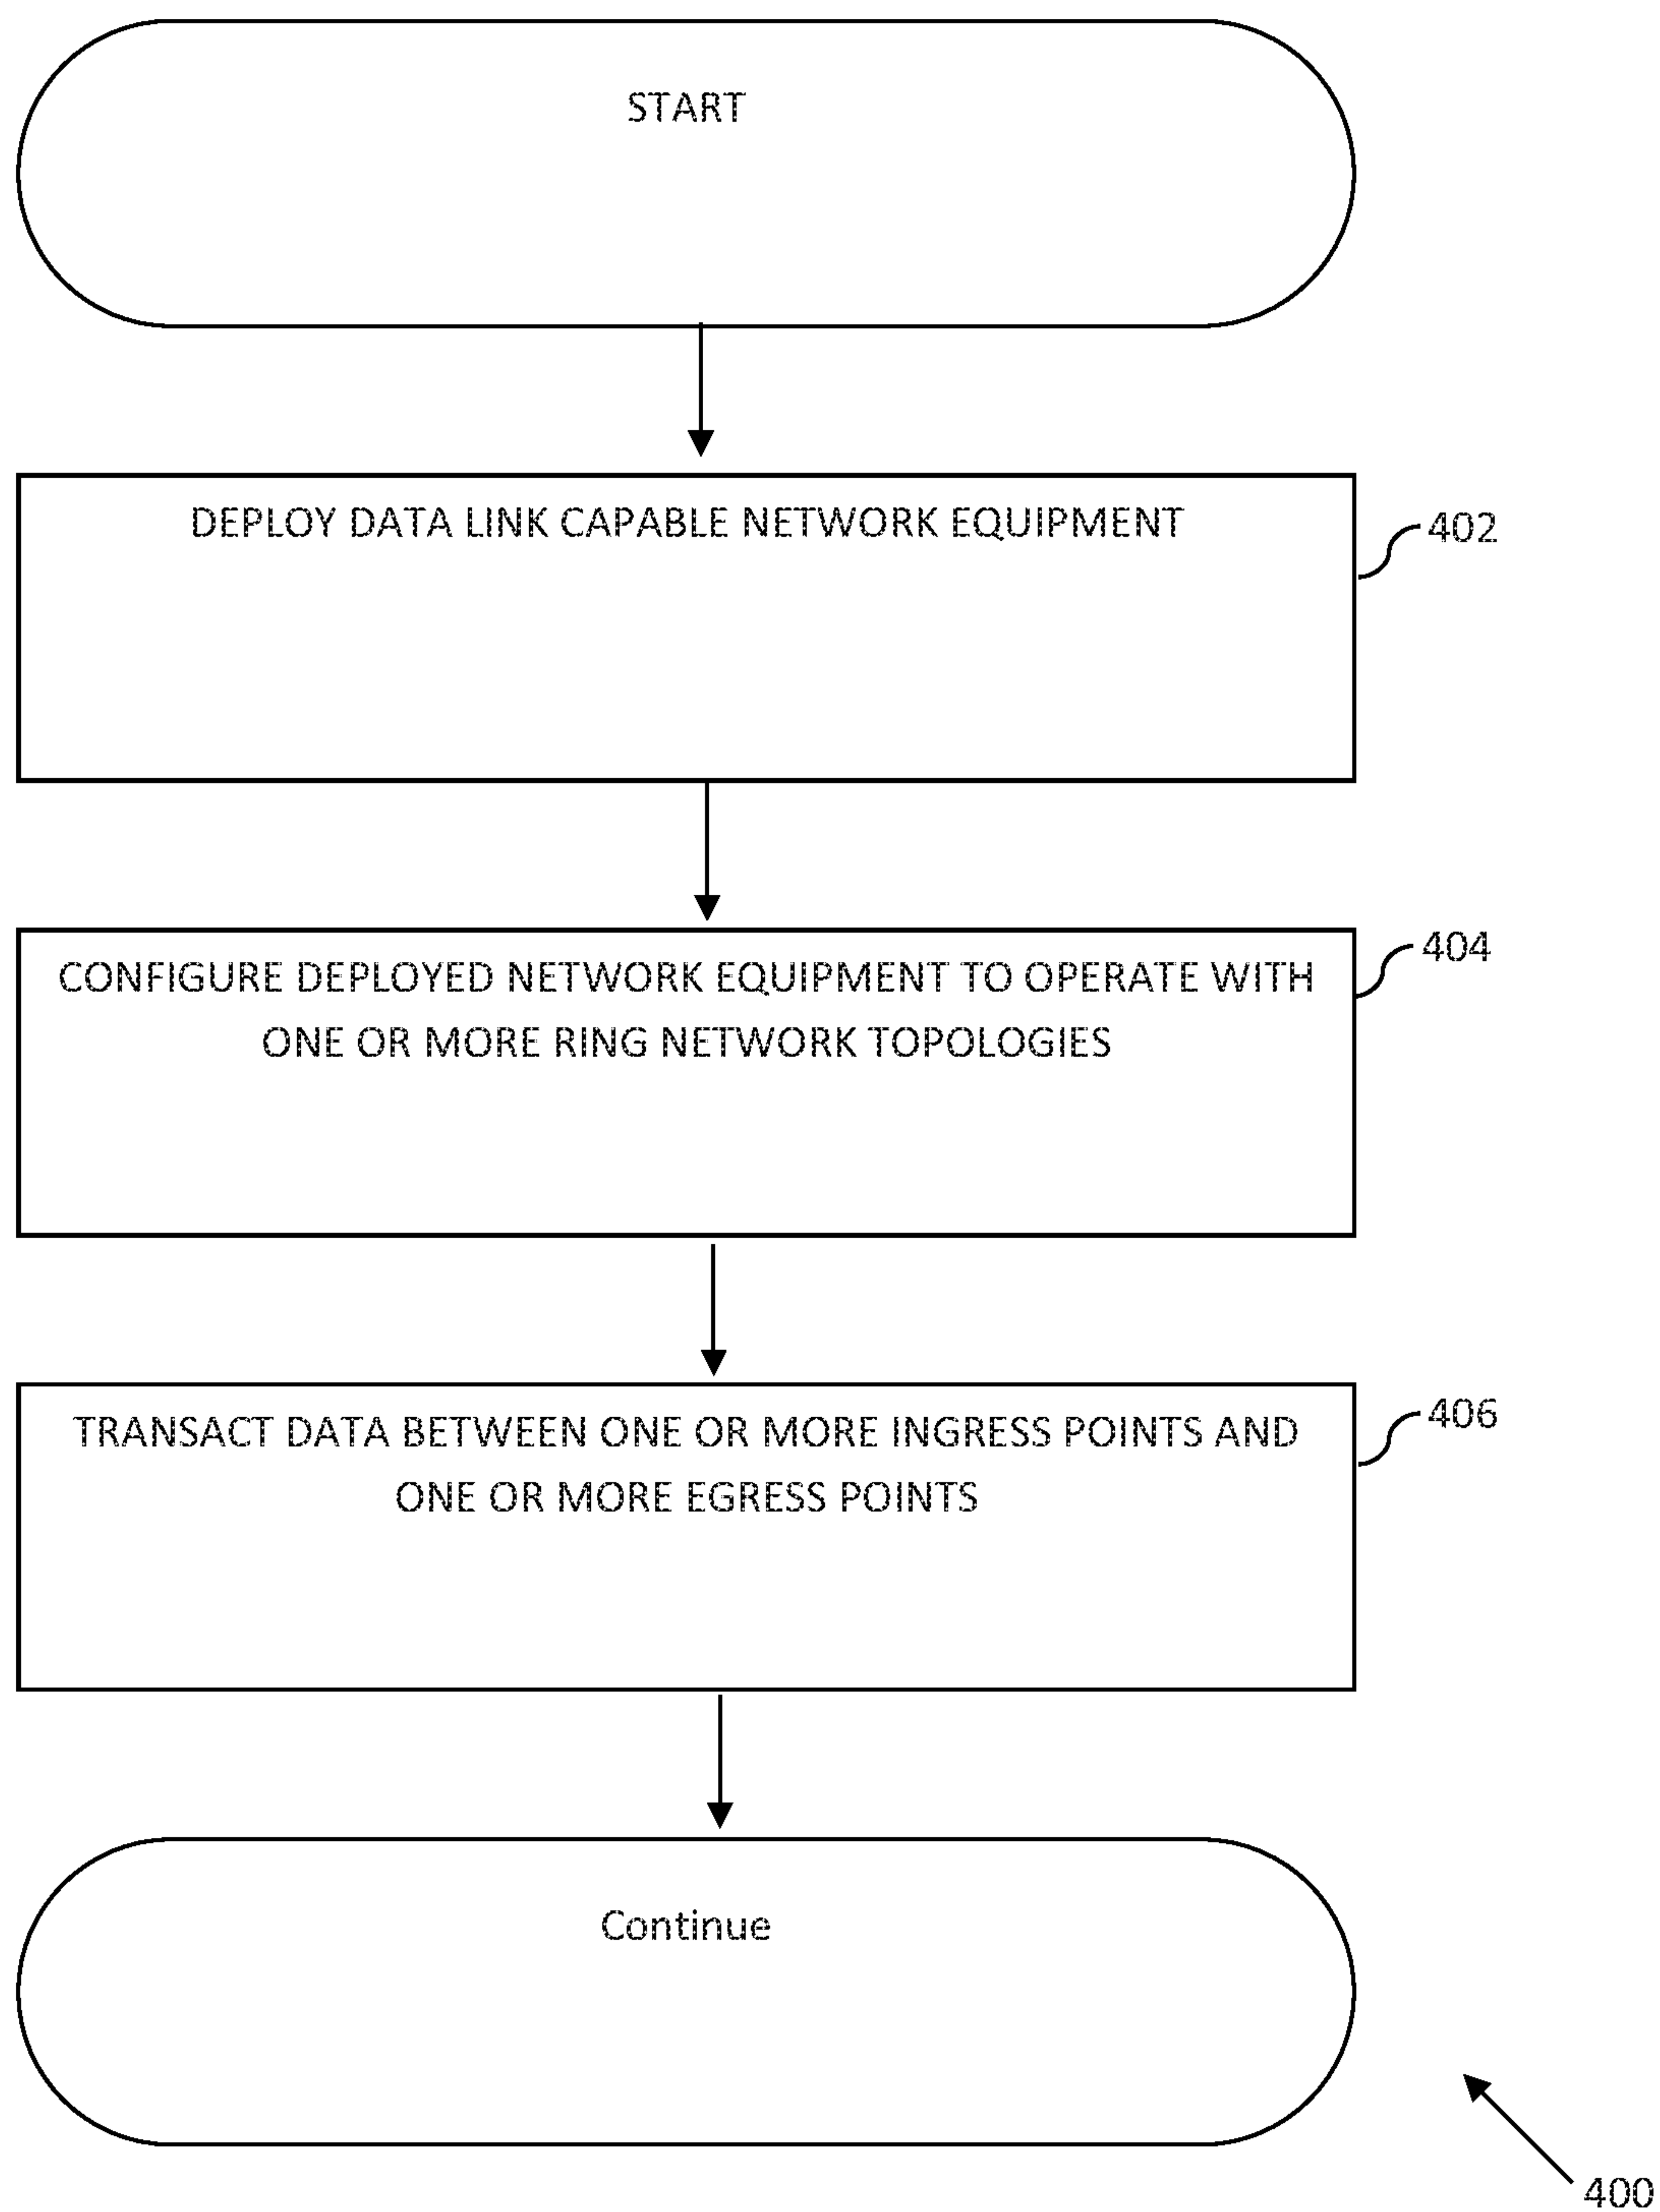 START
DEPLOY DATA LINK CAPABLE NETWORK EQUIPMENT
402
CONFIGURE DEPLOYED NETWORK EQUIPMENT TO OPERATE WITH
ONE OR MORE RING NETWORK TOPOLOGIES
404
TRANSACT DATA BETWEEN ONE OR MORE INGRESS POINTS AND
ONE OR MORE EGRESS POINTS
406
Continue
400